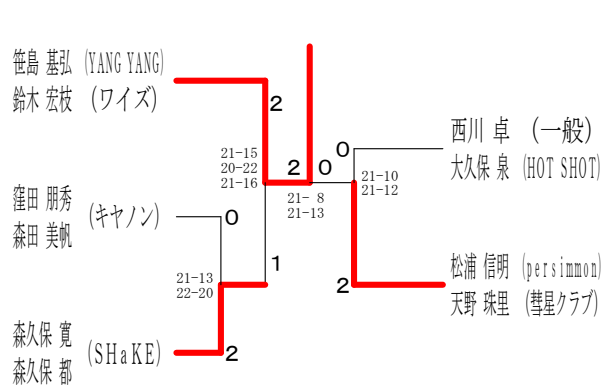 笹島 基弘 (YANG YANG)
鈴木 宏枝 (ワイズ)
2
21-15
20-22
21-16
2
0
21- 8
21-13
0
21-10
21-12
西川 卓 (一般)
大久保 泉 (HOT SHOT)
窪田 朋秀
森田 美帆
(キヤノン)
0
1
21-13
22-20
2
松浦 信明 (persimmon)
天野 珠里 (彗星クラブ)
森久保 寛
森久保 都
(SHaKE)
2